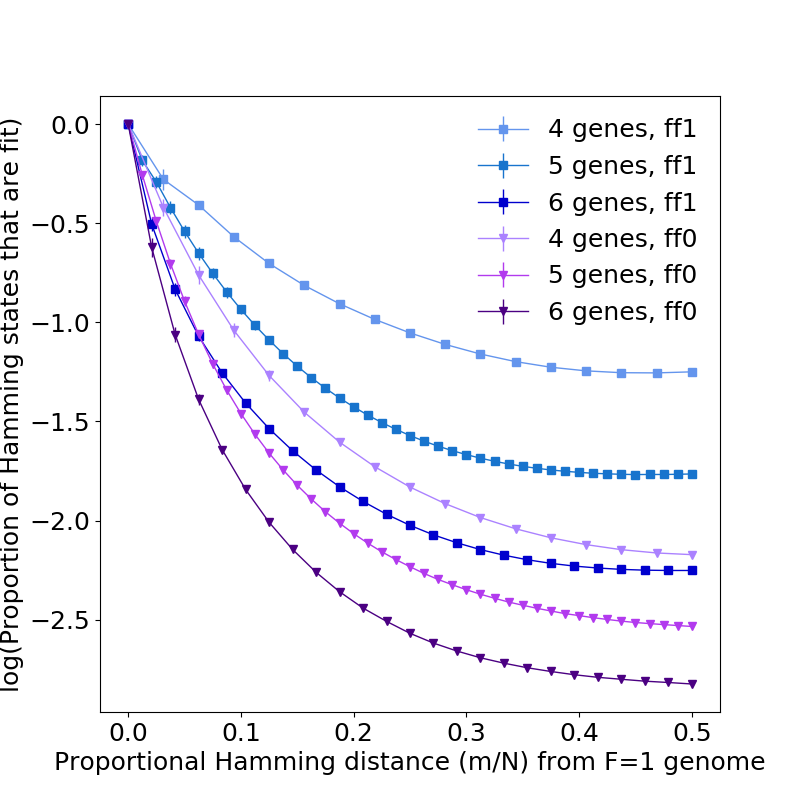 0.0
−0.5
−1.0
−1.5
−2.0
−2.5
log(Proportion of Hamming states that are fit)
4 genes, ff1
5 genes, ff1
6 genes, ff1
4 genes, ff0
5 genes, ff0
6 genes, ff0
0.0 0.1 0.2 0.3 0.4 0.5
Proportional Hamming distance (m/N) from F=1 genome